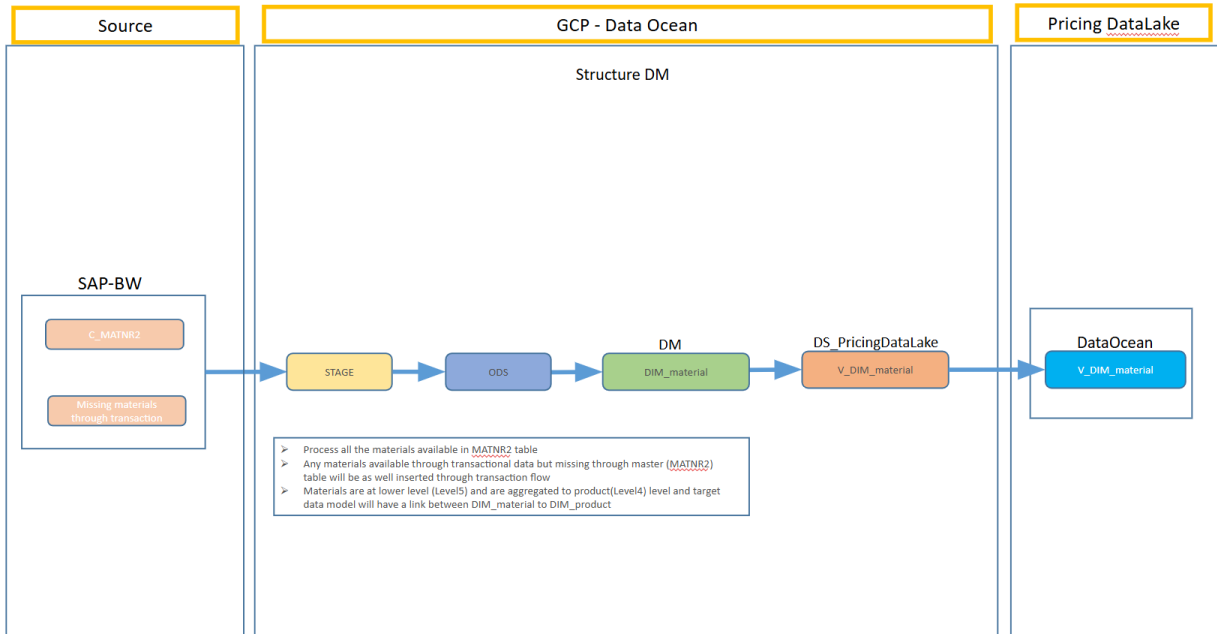 Source
GCP - Data Ocean
Pricing DataLake
Structure DM
SAP-BW
C_MATNR2
Missing materials
through transaction
STAGE
ODS
DM
DIM_material
DS_PricingDataLake
V_DIM_material
DataOcean
V_DIM_material
➢ Process all the materials available in MATNR2 table
➢ Any materials available through transactional data but missing through master (MATNR2)
table will be as well inserted through transaction flow
➢ Materials are at lower level (Level5) and are aggregated to product(Level4) level and target
data model will have a link between DIM_material to DIM_product